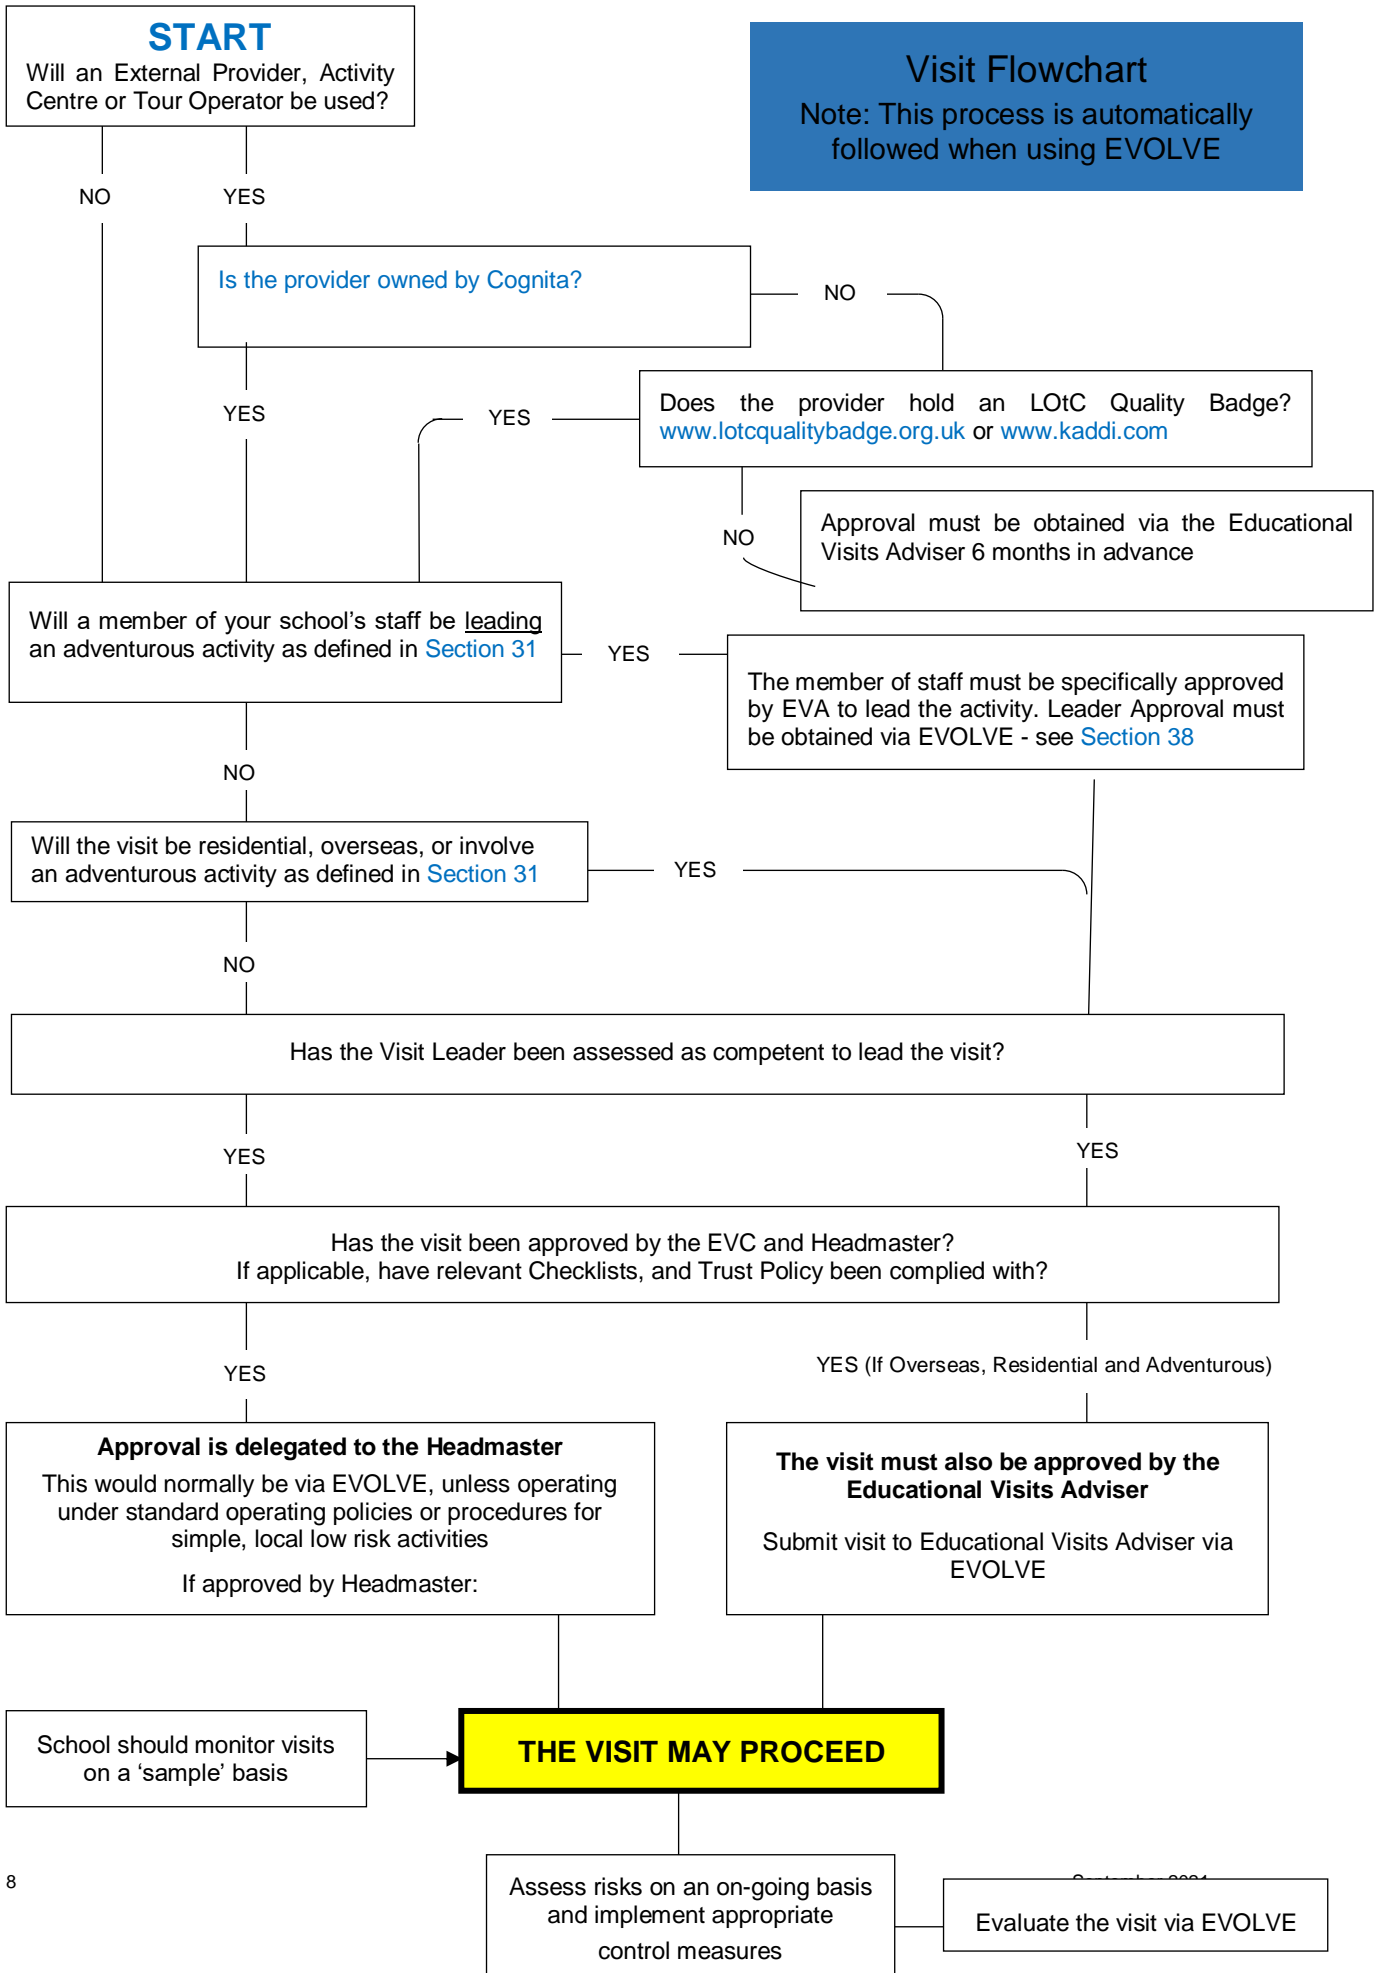 START
Will an External Provider, Activity
Centre or Tour Operator be used?
Visit Flowchart
Note: This process is automatically
followed when using EVOLVE
NO
YES
Is the provider owned by Cognita?
NO
YES
Does the provider hold an LOtC Quality Badge?
www.lotcqualitybadge.org.uk or www.kaddi.com
YES
NO
Approval must be obtained via the Educational
Visits Adviser 6 months in advance
Will a member of your school’s staff be leading
an adventurous activity as defined in Section 31
YES
The member of staff must be specifically approved
by EVA to lead the activity. Leader Approval must
be obtained via EVOLVE - see Section 38
NO
Will the visit be residential, overseas, or involve
an adventurous activity as defined in Section 31
YES
NO
Has the Visit Leader been assessed as competent to lead the visit?
YES
YES
Has the visit been approved by the EVC and Headmaster?
If applicable, have relevant Checklists, and Trust Policy been complied with?
YES
YES (If Overseas, Residential and Adventurous)
Approval is delegated to the Headmaster
This would normally be via EVOLVE, unless operating
under standard operating policies or procedures for
simple, local low risk activities
If approved by Headmaster:
The visit must also be approved by the
Educational Visits Adviser
Submit visit to Educational Visits Adviser via
EVOLVE
School should monitor visits
on a ‘sample’ basis
THE VISIT MAY PROCEED
Assess risks on an on-going basis
and implement appropriate
control measures
Evaluate the visit via EVOLVE
8